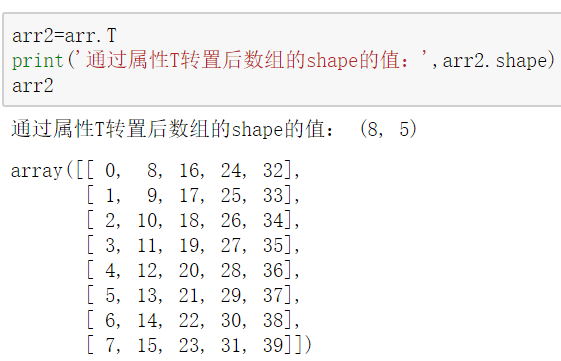 arr2=arr.T
print('通过属性T转置后数组的shape的值：',arr2.shape)
arr2
通过属性T转置后数组的shape的值： (8, 5)
array([[ 0,  8, 16, 24, 32],
       [ 1,  9, 17, 25, 33],
       [ 2, 10, 18, 26, 34],
       [ 3, 11, 19, 27, 35],
       [ 4, 12, 20, 28, 36],
       [ 5, 13, 21, 29, 37],
       [ 6, 14, 22, 30, 38],
       [ 7, 15, 23, 31, 39]])